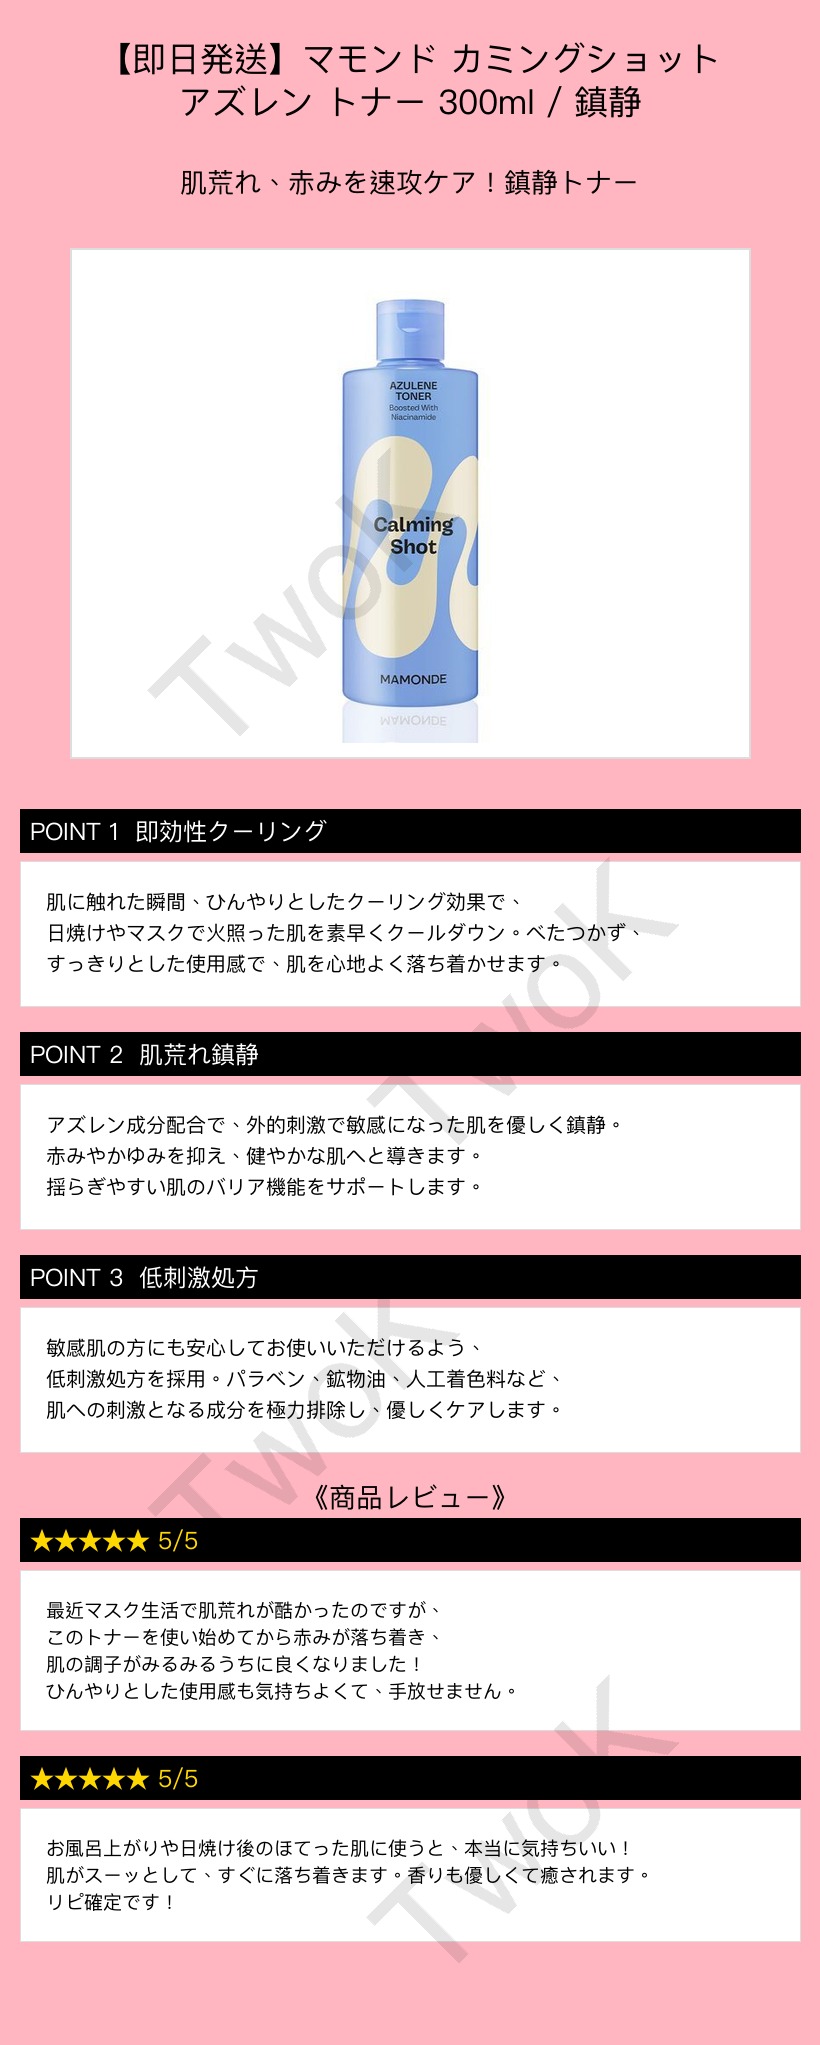 【即日発送】マモンド カミングショット
アズレン トナー 300ml / 鎮静
肌荒れ、赤みを速攻ケア！鎮静トナー
AZULENE
TONER
Boosted With
Niacinamide
Calming
Shot
MAMONDE
MAMONDE
TwoK
POINT 1 即効性クーリング
肌に触れた瞬間、ひんやりとしたクーリング効果で、
日焼けやマスクで火照った肌を素早くクールダウン。べたつかず、
すっきりとした使用感で、肌を心地よく落ち着かせます。
TwoK
POINT 2 肌荒れ鎮静
アズレン成分配合で、外的刺激で敏感になった肌を優しく鎮静。
赤みやかゆみを抑え、健やかな肌へと導きます。
揺らぎやすい肌のバリア機能をサポートします。
POINT 3 低刺激処方
敏感肌の方にも安心してお使いいただけるよう、
低刺激処方を採用。パラベン、鉱物油、人工着色料など、
肌への刺激となる成分を極力排除し、優しくケアします。
TwoK
《商品レビュー》
★★★★★ 5/5
最近マスク生活で肌荒れが酷かったのですが、
このトナーを使い始めてから赤みが落ち着き、
肌の調子がみるみるうちに良くなりました！
ひんやりとした使用感も気持ちよくて、手放せません。
★★★★★ 5/5
お風呂上がりや日焼け後のほてった肌に使うと、本当に気持ちいい！
肌がスーッとして、すぐに落ち着きます。香りも優しくて癒されます。
リピ確定です！
TwoK